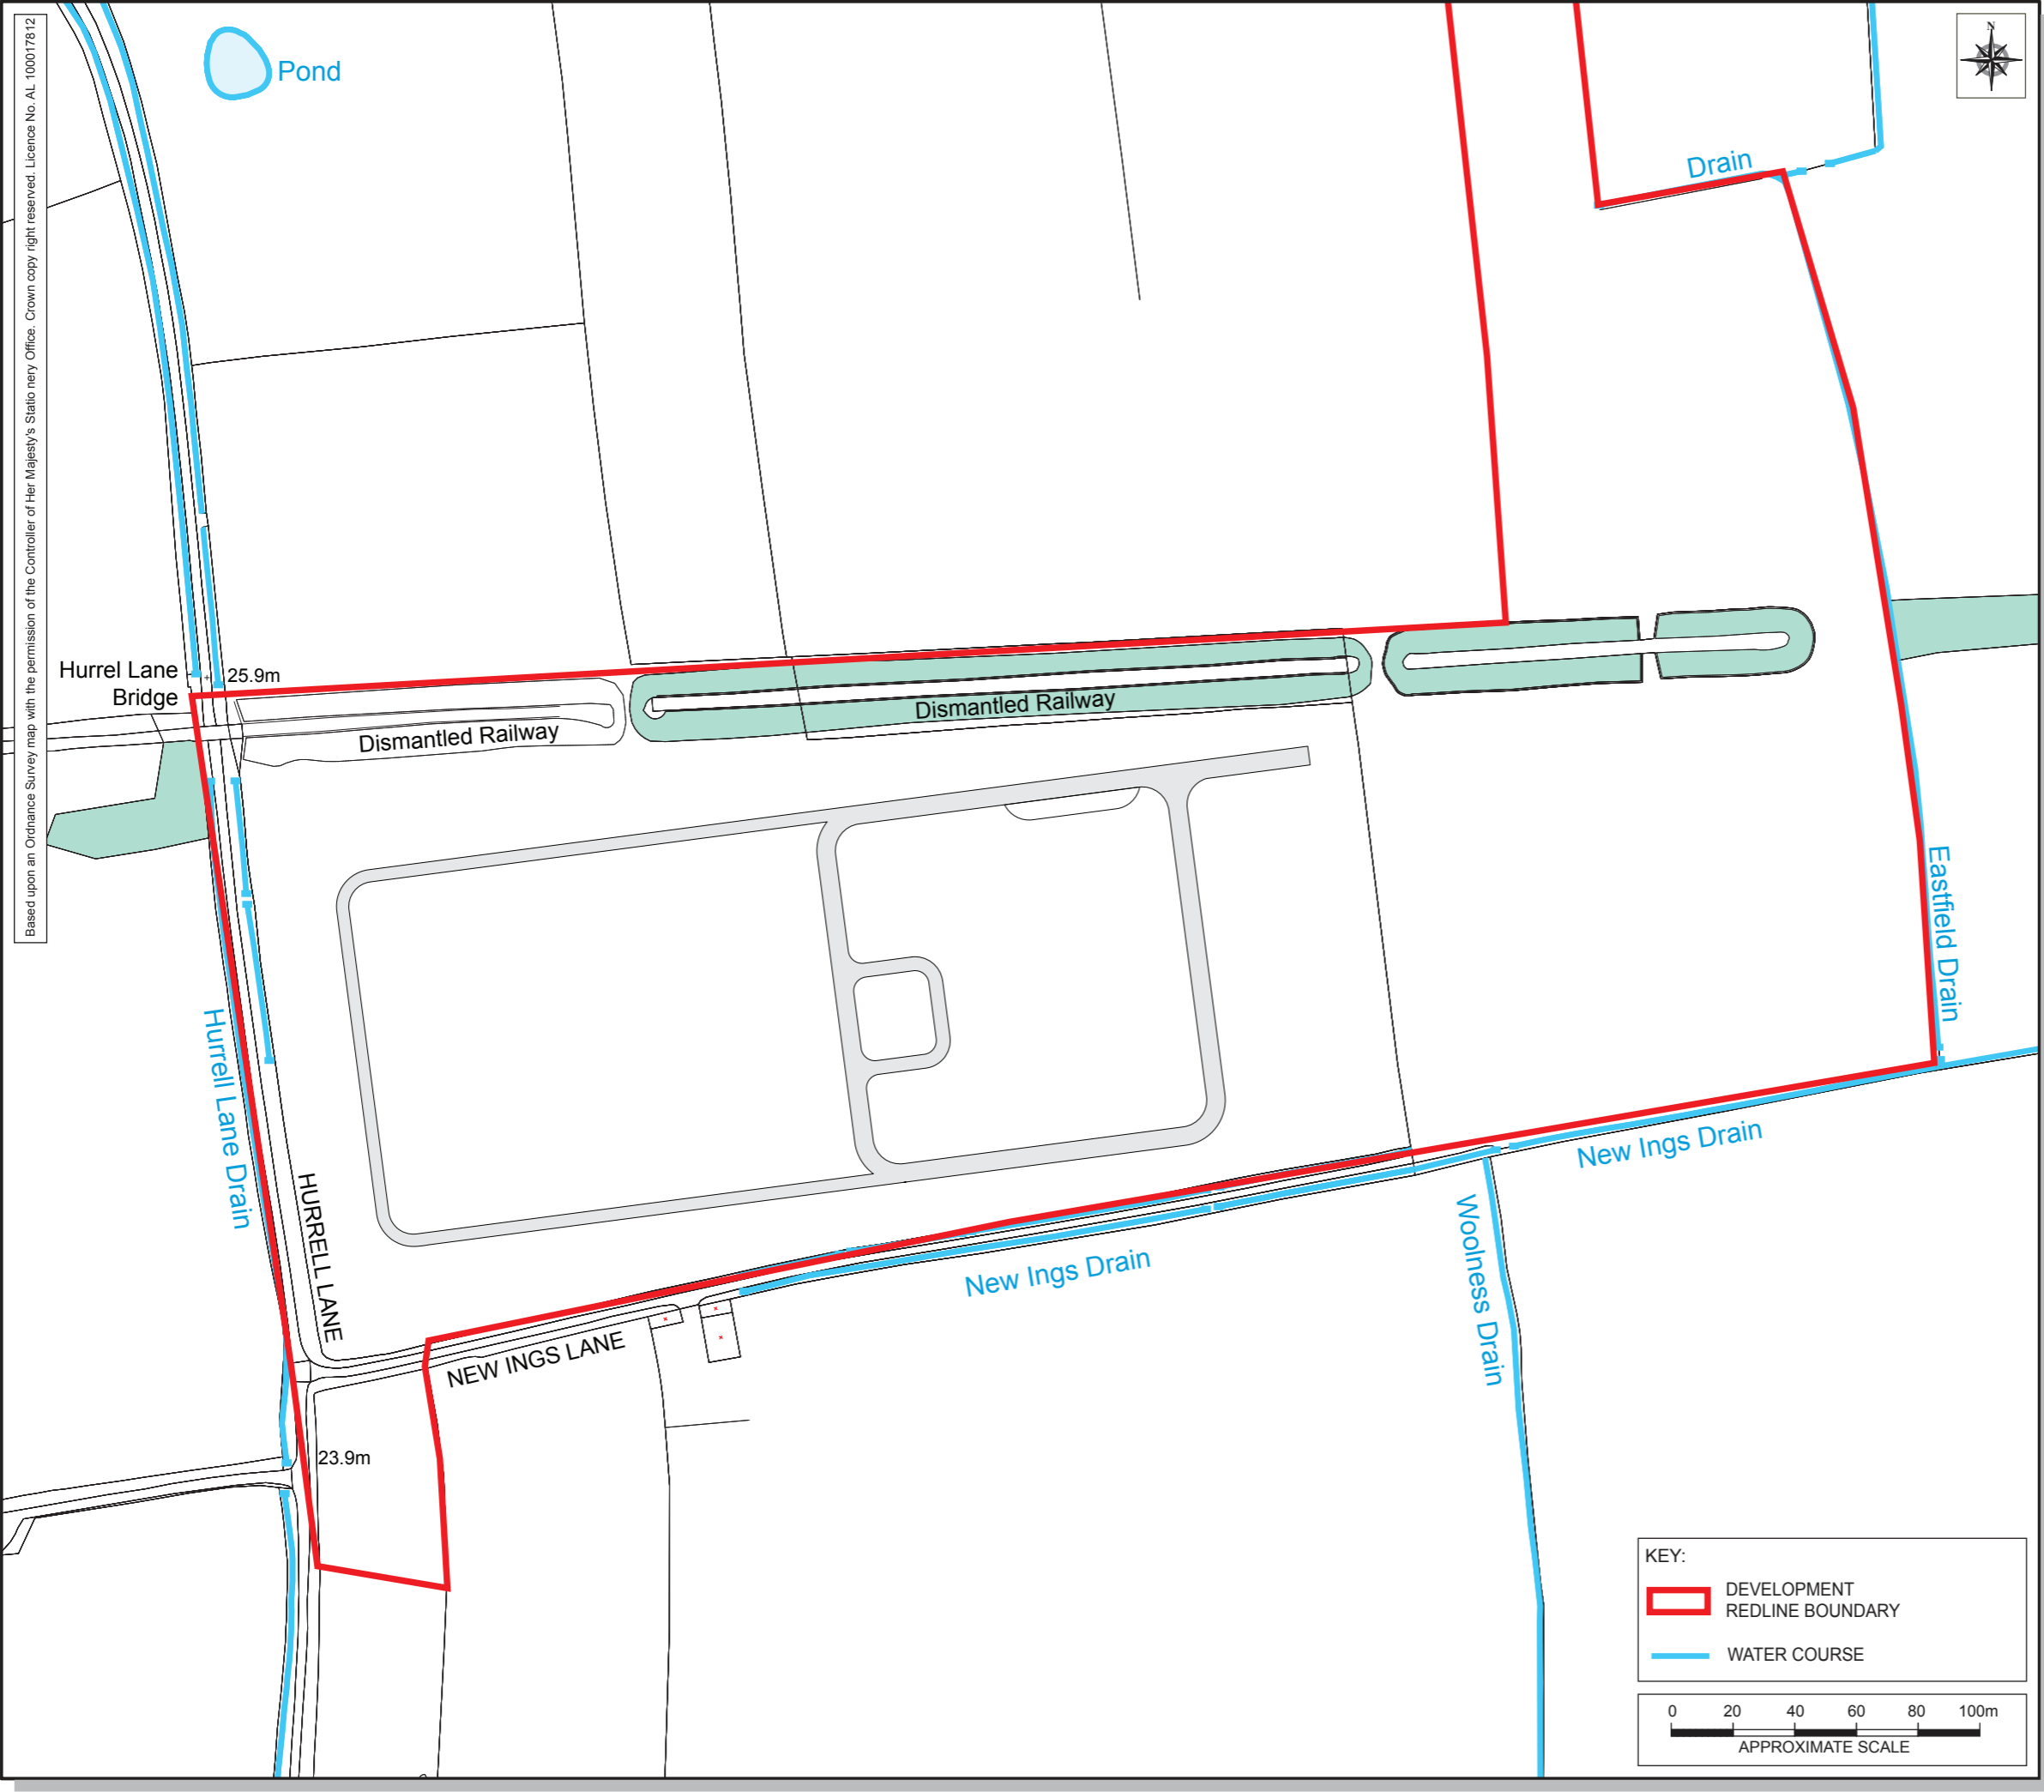 Based upon an Ordnance Survey map with the permission of the Controller of Her Majesty's Statio nery Office. Crown copy right reserved. Licence No. AL 100017812
Pond
N
Drain
Hurrel Lane
Bridge
25.9m
Dismantled Railway
Dismantled Railway
Eastfield Drain
Hurrell Lane Drain
HURRELL LANE
New Ings Drain
New Ings Drain
Woolness Drain
NEW INGS LANE
23.9m
KEY:
DEVELOPMENT
REDLINE BOUNDARY
WATER COURSE
0 20 40 60 80 100m
APPROXIMATE SCALE